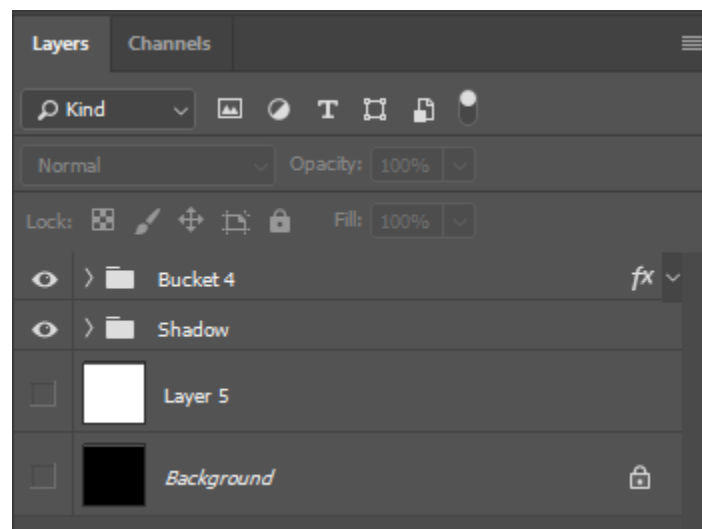 Layers Channels
Kind T
Normal Opacity: 100%
Lock: Fill: 100%
Bucket 4 fx
Shadow
Layer 5
Background